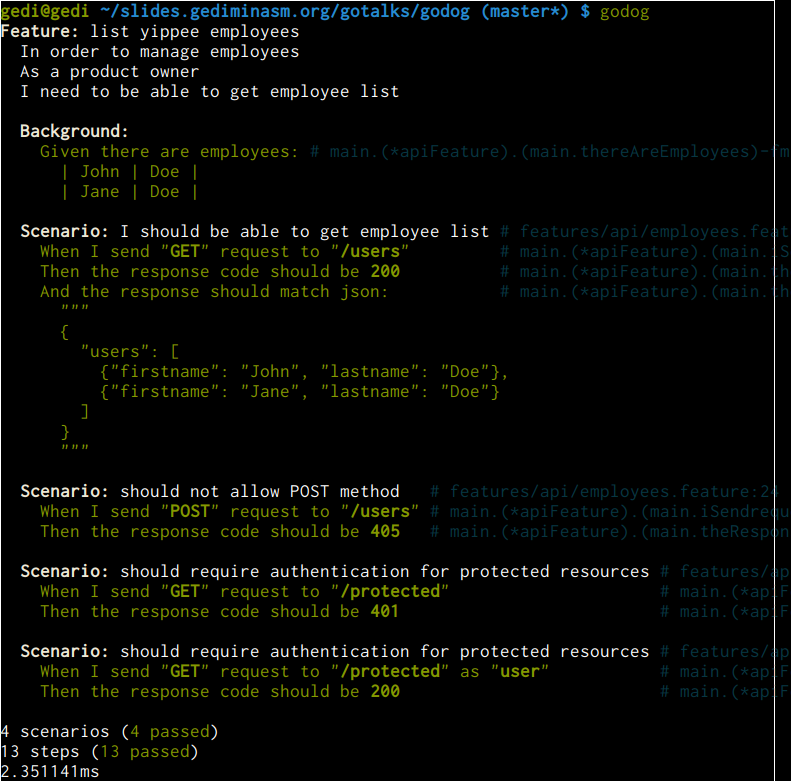 gedi@gedi ~/slides.gediminasm.org/gotalks/godog (master*) $ godog
Feature: list yippee employees
  In order to manage employees
  As a product owner
  I need to be able to get employee list

  Background:
    Given there are employees: # main.(*apiFeature).(main.thereAreEmployees)-fm
      | John | Doe |
      | Jane | Doe |

  Scenario: I should be able to get employee list # features/api/employees.feat
    When I send "GET" request to "/users"         # main.(*apiFeature).(main.iS
    Then the response code should be 200          # main.(*apiFeature).(main.th
    And the response should match json:           # main.(*apiFeature).(main.th
      """
      {
        "users": [
          {"firstname": "John", "lastname": "Doe"},
          {"firstname": "Jane", "lastname": "Doe"}
        ]
      }
      """

  Scenario: should not allow POST method   # features/api/employees.feature:24
    When I send "POST" request to "/users" # main.(*apiFeature).(main.iSendrequ
    Then the response code should be 405   # main.(*apiFeature).(main.theRespon

  Scenario: should require authentication for protected resources # features/ap
    When I send "GET" request to "/protected"                     # main.(*apiF
    Then the response code should be 401                          # main.(*apiF

  Scenario: should require authentication for protected resources # features/ap
    When I send "GET" request to "/protected" as "user"           # main.(*apiF
    Then the response code should be 200                          # main.(*apiF

4 scenarios (4 passed)
13 steps (13 passed)
2.351141ms